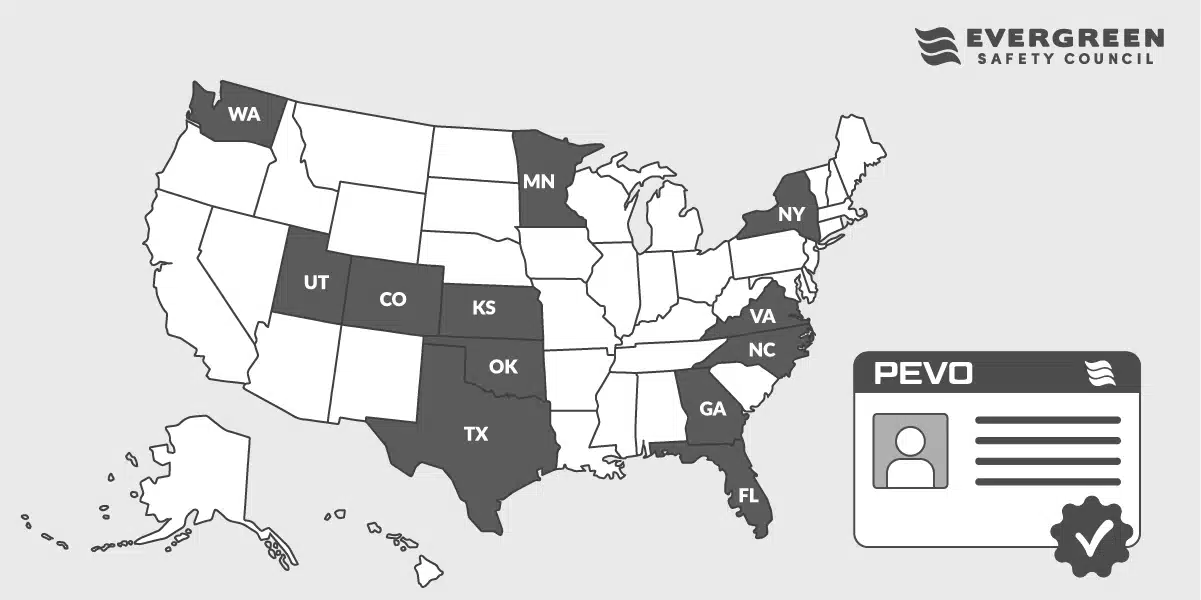 EVERGREEN
SAFETY COUNCIL
WA
MN
NY
UT
CO
KS
VA
NC
OK
GA
TX
FL
PEVO